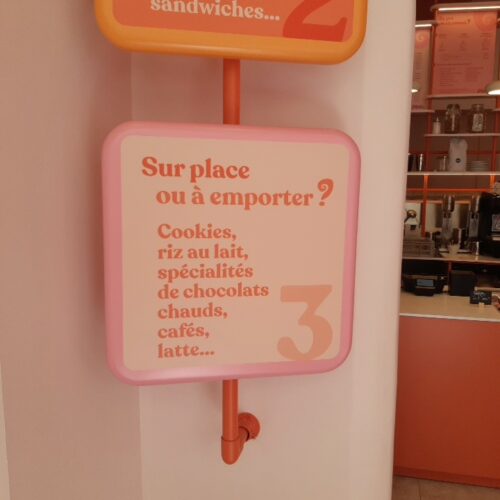 sandwiches...
2
Sur place
ou à emporter ?
Cookies,
riz au lait,
spécialités
de chocolats
chauds,
cafés,
latte...
3